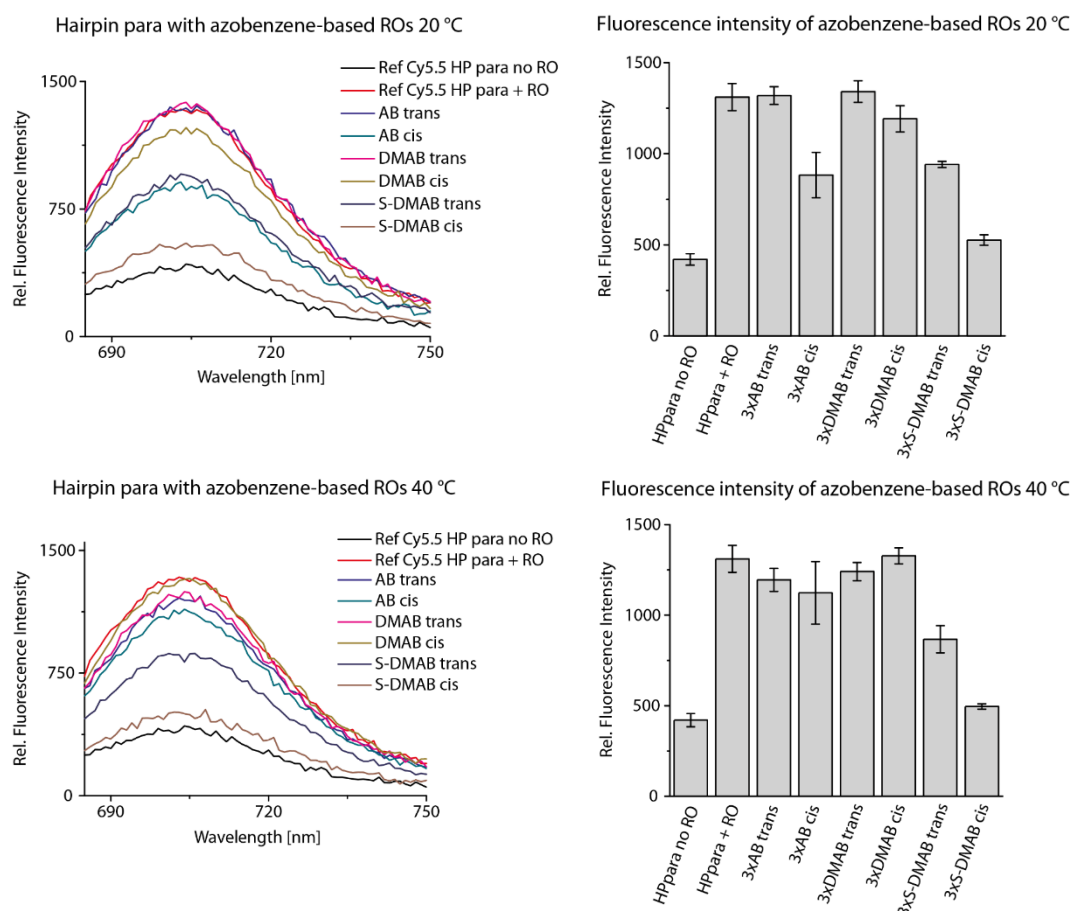 Hairpin para with azobenzene-based ROs 20 °C
1500
750
0
690
720
750
Rel. Fluorescence Intensity
Wavelength [nm]
Ref Cy5.5 HP para no RO
Ref Cy5.5 HP para + RO
AB trans
AB cis
DMAB trans
DMAB cis
S-DMAB trans
S-DMAB cis
Fluorescence intensity of azobenzene-based ROs 20 °C
1500
1000
500
0
Rel. Fluorescence Intensity
HPpara no RO
HPpara + RO
3xAB trans
3xAB cis
3xDMAB trans
3xDMAB cis
3xS-DMAB trans
3xS-DMAB cis
Hairpin para with azobenzene-based ROs 40 °C
1500
750
0
690
720
750
Rel. Fluorescence Intensity
Wavelength [nm]
Ref Cy5.5 HP para no RO
Ref Cy5.5 HP para + RO
AB trans
AB cis
DMAB trans
DMAB cis
S-DMAB trans
S-DMAB cis
Fluorescence intensity of azobenzene-based ROs 40 °C
1500
1000
500
0
Rel. Fluorescence Intensity
HPpara no RO
HPpara + RO
3xAB trans
3xAB cis
3xDMAB trans
3xDMAB cis
3xS-DMAB trans
3xS-DMAB cis